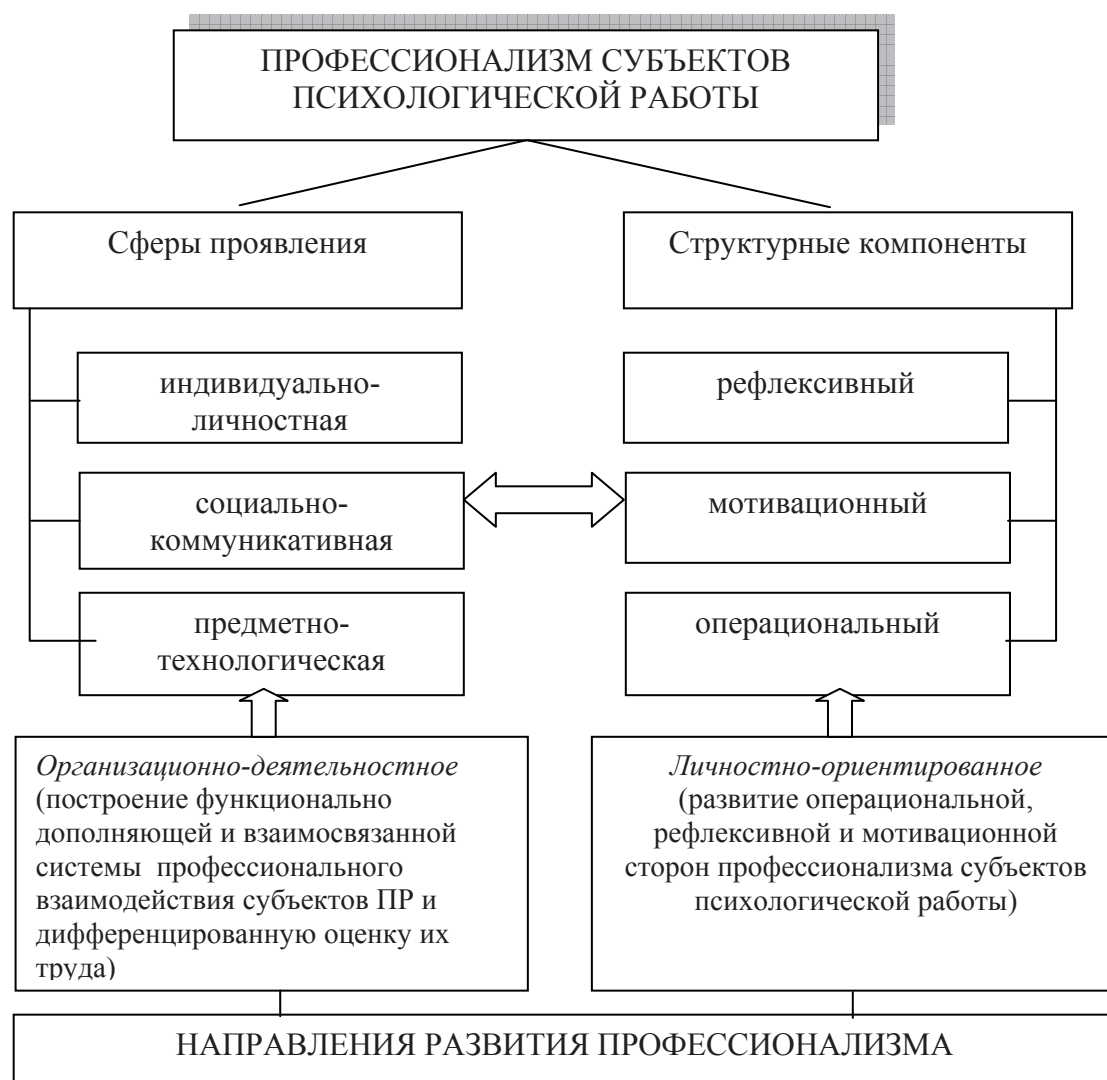 ПРОФЕССИОНАЛИЗМ СУБЪЕКТОВ
ПСИХОЛОГИЧЕСКОЙ РАБОТЫ
Сферы проявления
Структурные компоненты
индивидуально-
личностная
рефлексивный
социально-
коммуникативная
мотивационный
предметно-
технологическая
операциональный
Организационно-деятельностное
(построение функционально
дополняющей и взаимосвязанной
системы профессионального
взаимодействия субъектов ПР и
дифференцированную оценку их
труда)
Личностно-ориентированное
(развитие операциональной,
рефлексивной и мотивационной
сторон профессионализма субъектов
психологической работы)
НАПРАВЛЕНИЯ РАЗВИТИЯ ПРОФЕССИОНАЛИЗМА